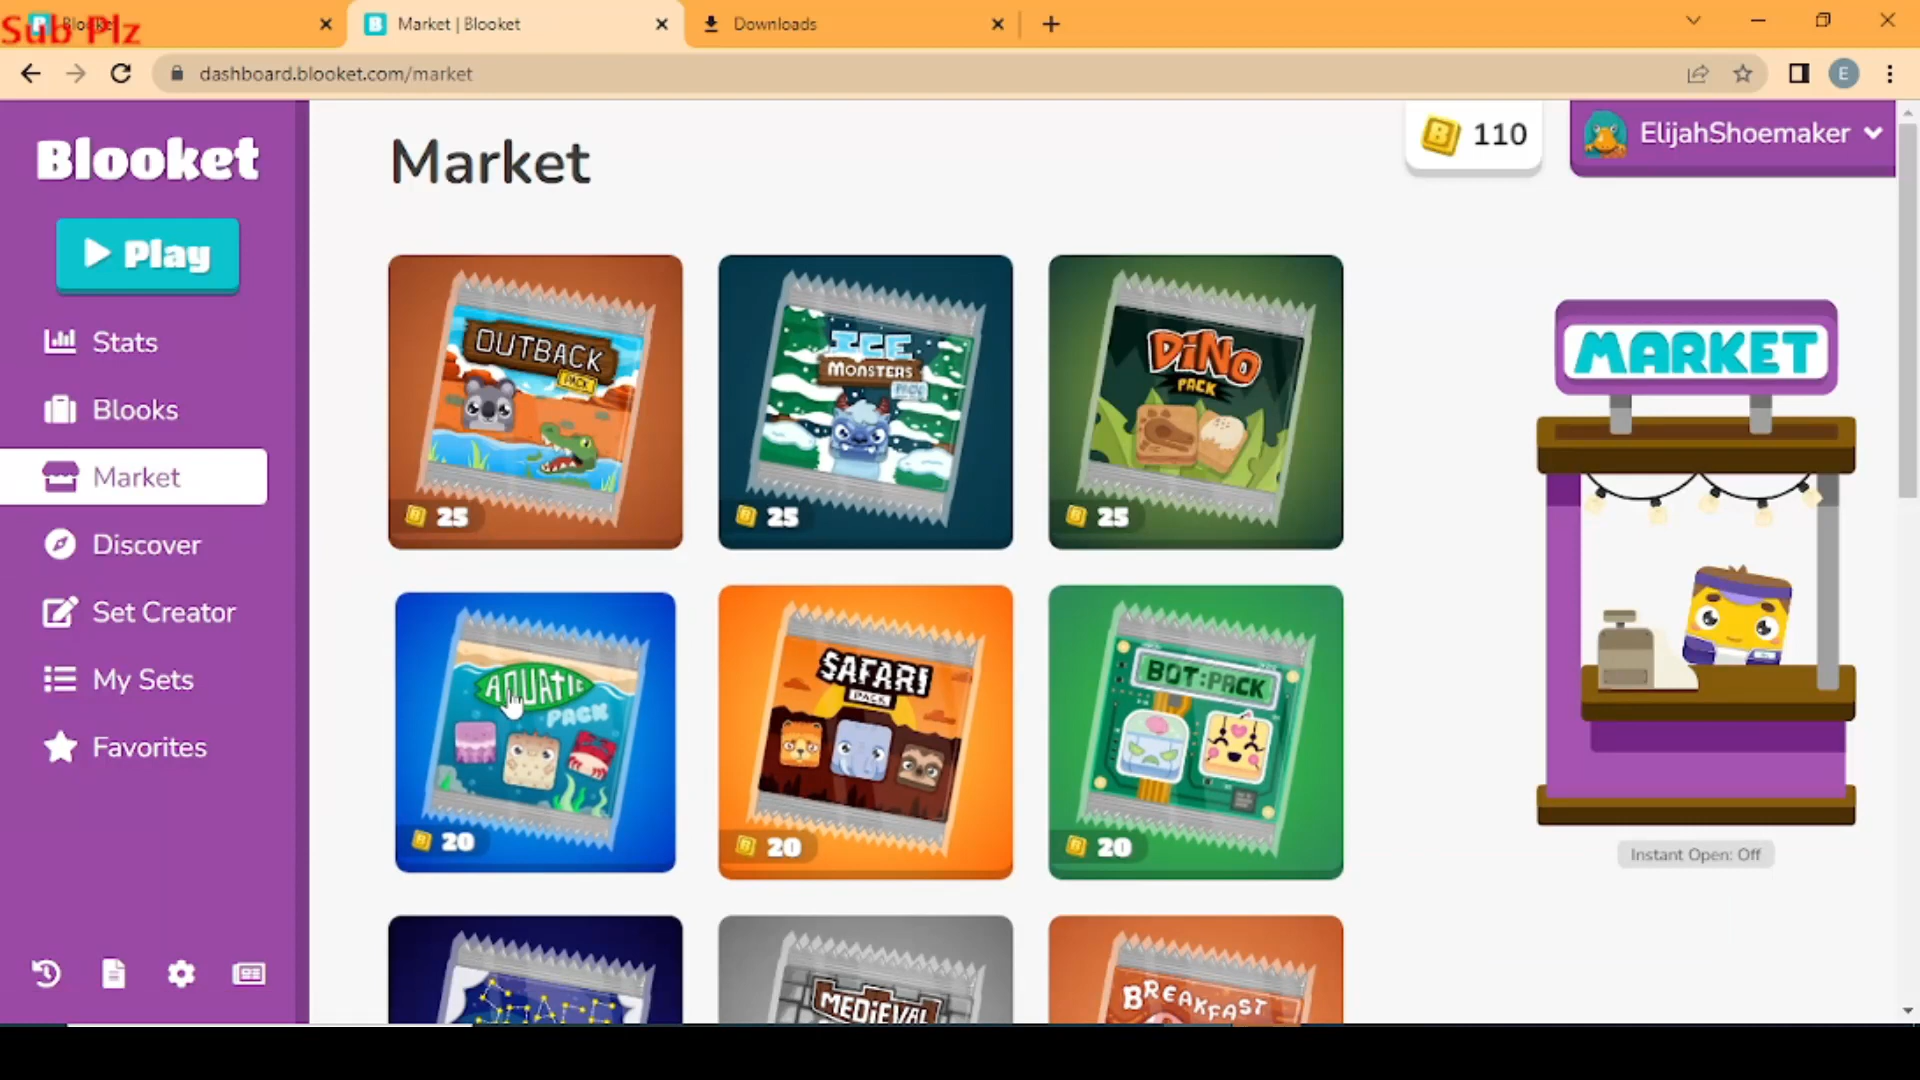 Sub Plz
Market | Blooket
Downloads
dashboard.blooket.com/market
E
Blooket
Play
Stats
Blooks
Market
Discover
Set Creator
My Sets
Favorites
Market
110
ElijahShoemaker
OUTBACK
PACK
25
ICE
MONSTERS
PACK
25
DINO
PACK
25
AQUATIC
PACK
20
SAFARI
PACK
20
BOT:PACK
20
SPACE
MEDIEVAL
BREAKFAST
MARKET
Instant Open: Off